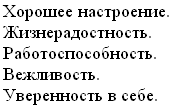 Хорошее настроение.
Жизнерадостность.
Работоспособность.
Вежливость.
Уверенность в себе.